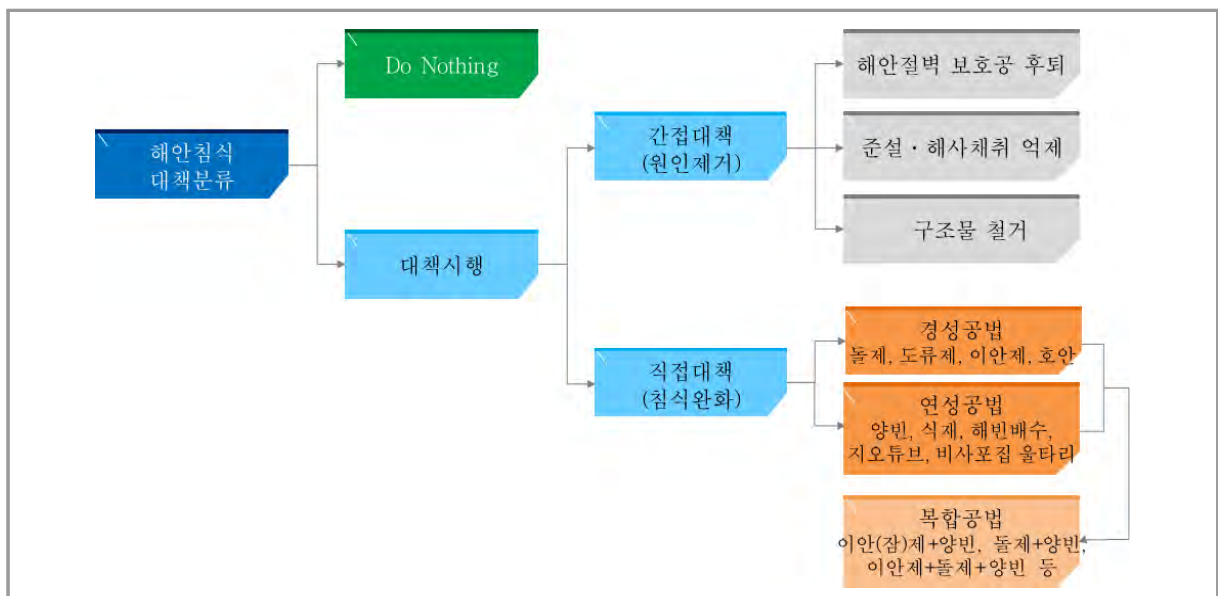 해안침식
대책분류
Do Nothing
대책시행
간접대책
(원인제거)
해안절벽 보호공 후퇴
준설·해사채취 억제
구조물 철거
직접대책
(침식완화)
경성공법
돌제, 도류제, 이안제, 호안
연성공법
양빈, 식재, 해빈배수,
지오튜브, 비사포집 울타리
복합공법
이안(잠)제+양빈, 돌제+양빈,
이안제+돌제+양빈 등